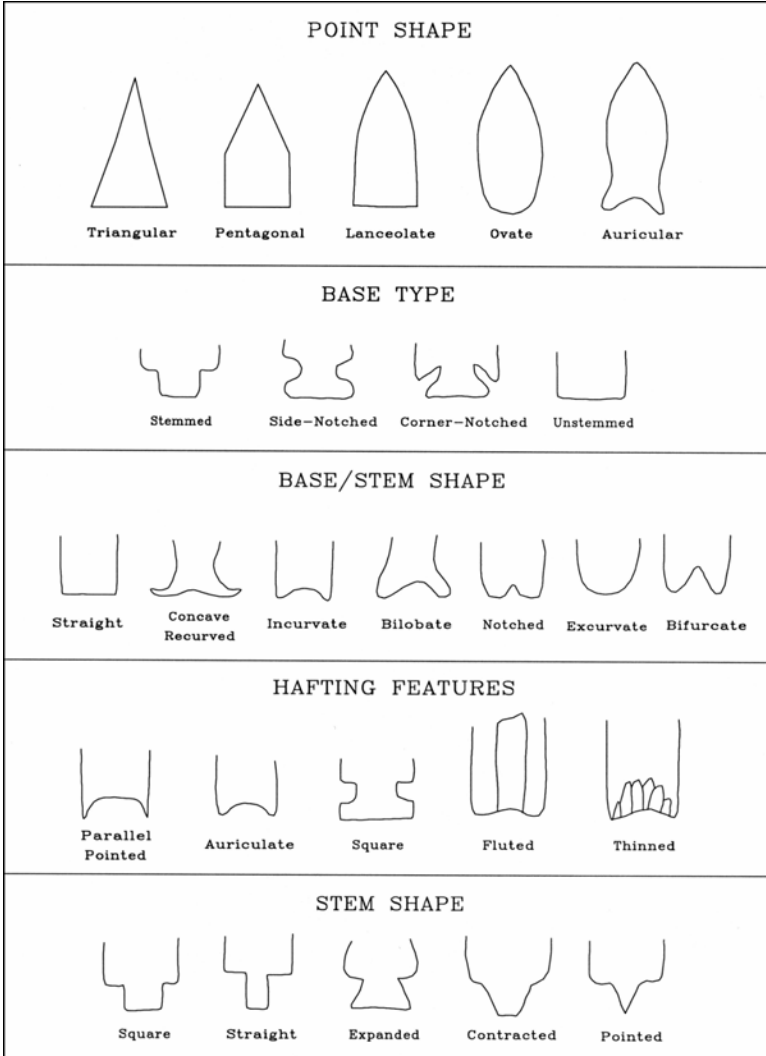 POINT SHAPE
Triangular Pentagonal Lanceolate Ovate Auricular
BASE TYPE
Stemmed Side-Notched Corner-Notched Unstemmed
BASE/STEM SHAPE
Straight Concave Recurved Incurvate Bilobate Notched Excurvate Bifurcate
HAFTING FEATURES
Parallel Pointed Auriculate Square Fluted Thinned
STEM SHAPE
Square Straight Expanded Contracted Pointed